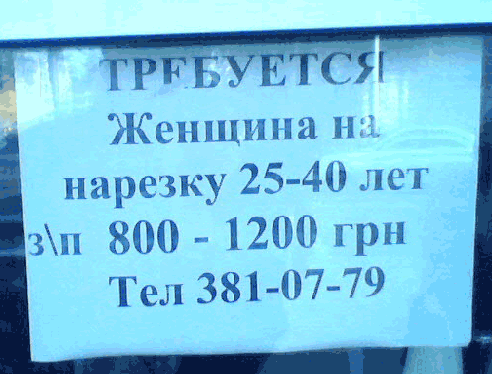 ТРЕБУЕТСЯ
Женщина на
нарезку 25-40 лет
з\п 800 - 1200 грн
Тел 381-07-79